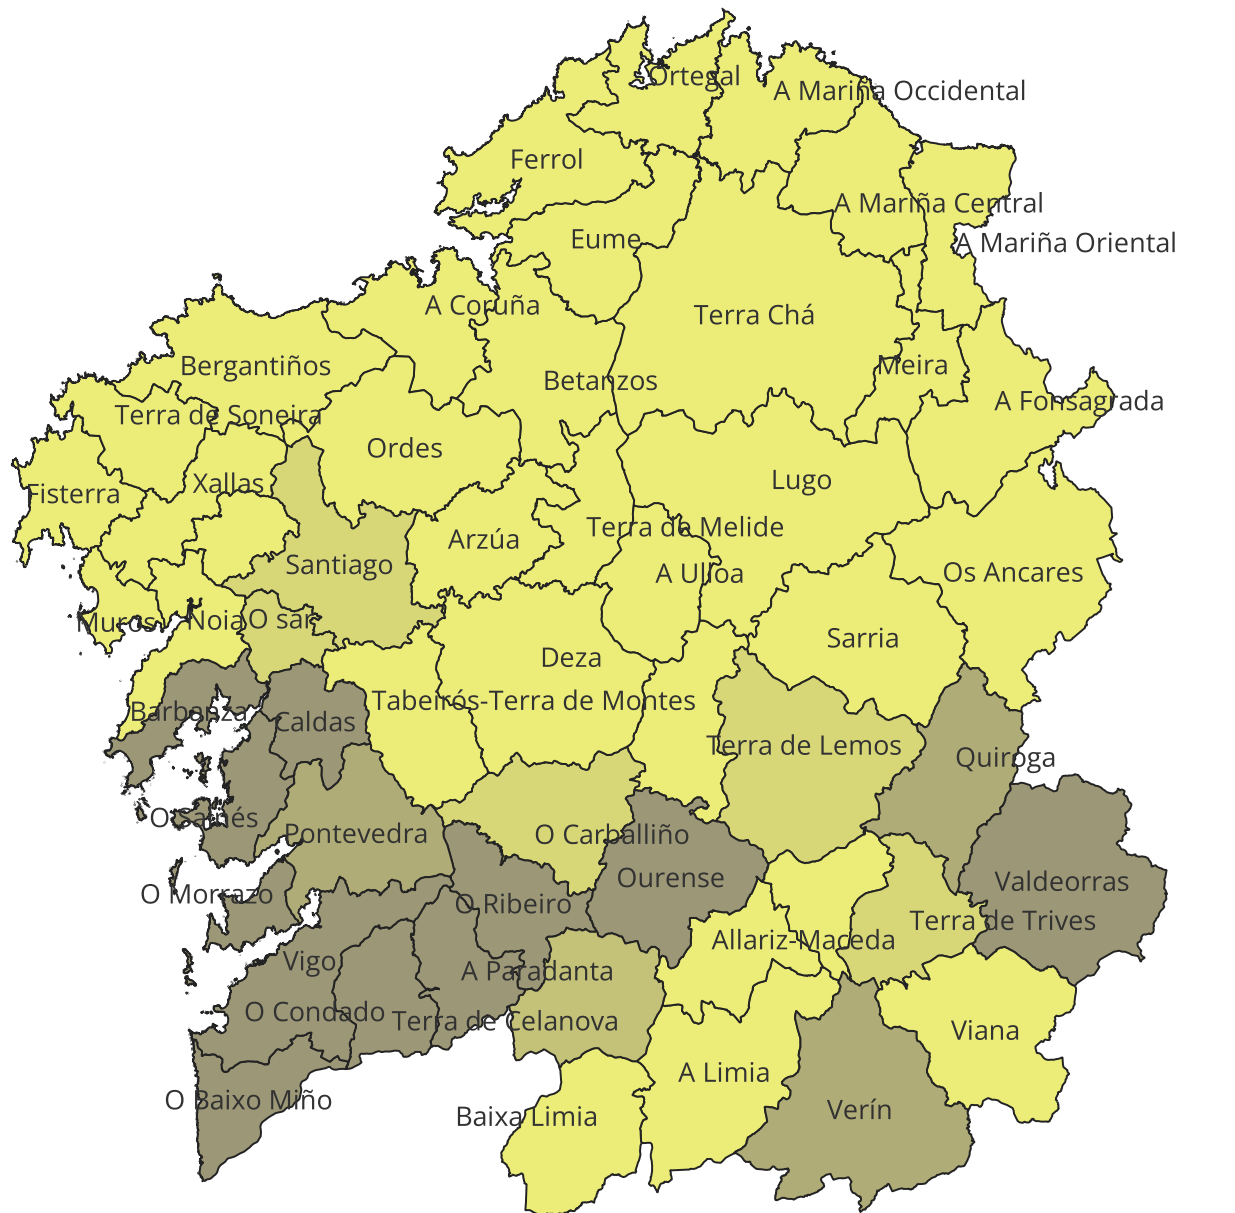 Ortegal
A Mariña Occidental
Ferrol
A Mariña Central
Eume
A Mariña Oriental
A Coruña
Terra Chá
Bergantiños
Meira
Betanzos
A Fonsagrada
Terra de Soneira
Ordes
Lugo
Xallas
Fisterra
Terra de Melide
Arzúa
Santiago
A Ulloa
Os Ancares
Muros
Noia
O sar
Sarria
Deza
Tabeirós-Terra de Montes
Barbanza
Caldas
Terra de Lemos
Quiroga
O Salnés
Pontevedra
O Carballiño
Ourense
Valdeorras
O Morrazo
O Ribeiro
Terra de Trives
Allariz-Maceda
Vigo
A Paradanta
O Condado
Terra de Celanova
Viana
A Limia
O Baixo Miño
Baixa Limia
Verín